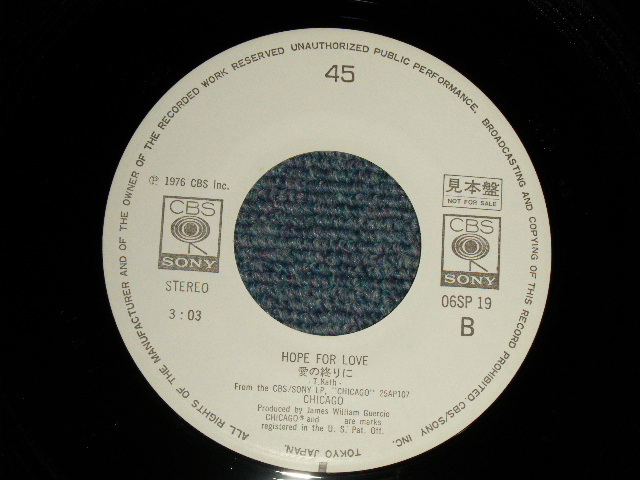 ALL RIGHTS OF THE MANUFACTURER AND OF THE OWNER OF THE RECORDED WORK RESERVED UNAUTHORIZED PUBLIC PERFORMANCE. BROADCASTING AND COPYING OF THIS RECORD PROHIBITED·CBS/SONY INC.
TOKYO JAPAN.
45
Ⓟ 1976 CBS Inc.
CBS
SONY
STEREO
3 : 03
見本盤
NOT FOR SALE
CBS
SONY
06SP 19
B
HOPE FOR LOVE
愛の終りに
- T.Kath -
From the CBS/SONY LP, "CHICAGO" 25AP107
CHICAGO
Produced by James William Guercio
CHICAGO® and are marks
registered in the U. S. Pat. Off.